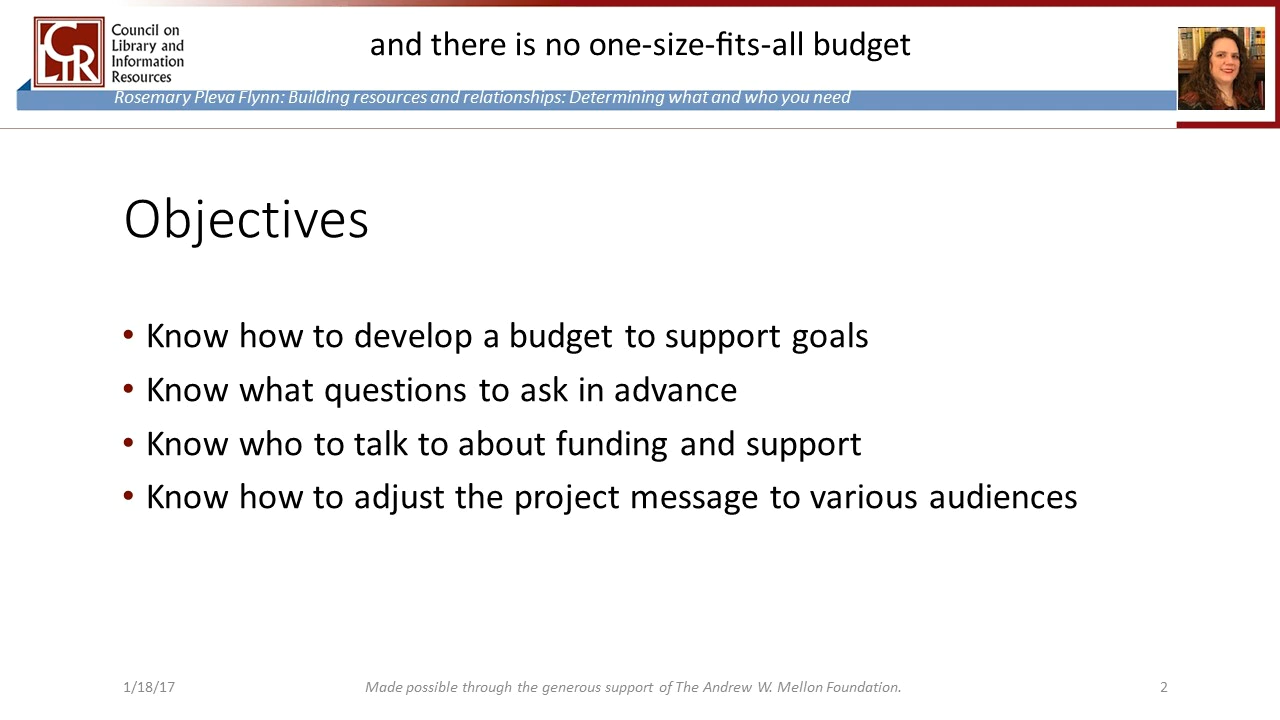 CLIR
Council on
Library and
Information
Resources
and there is no one-size-fits-all budget
Rosemary Pleva Flynn: Building resources and relationships: Determining what and who you need
Objectives
• Know how to develop a budget to support goals
• Know what questions to ask in advance
• Know who to talk to about funding and support
• Know how to adjust the project message to various audiences
1/18/17
Made possible through the generous support of The Andrew W. Mellon Foundation.
2